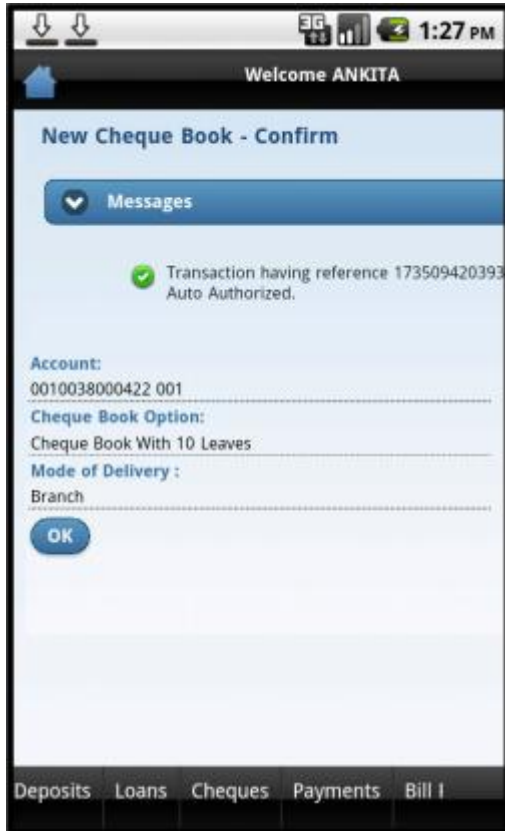 3G 1:27 PM
Welcome ANKITA
New Cheque Book - Confirm
Messages
Transaction having reference 173509420393
Auto Authorized.
Account:
0010038000422 001
Cheque Book Option:
Cheque Book With 10 Leaves
Mode of Delivery :
Branch
OK
Deposits Loans Cheques Payments Bill